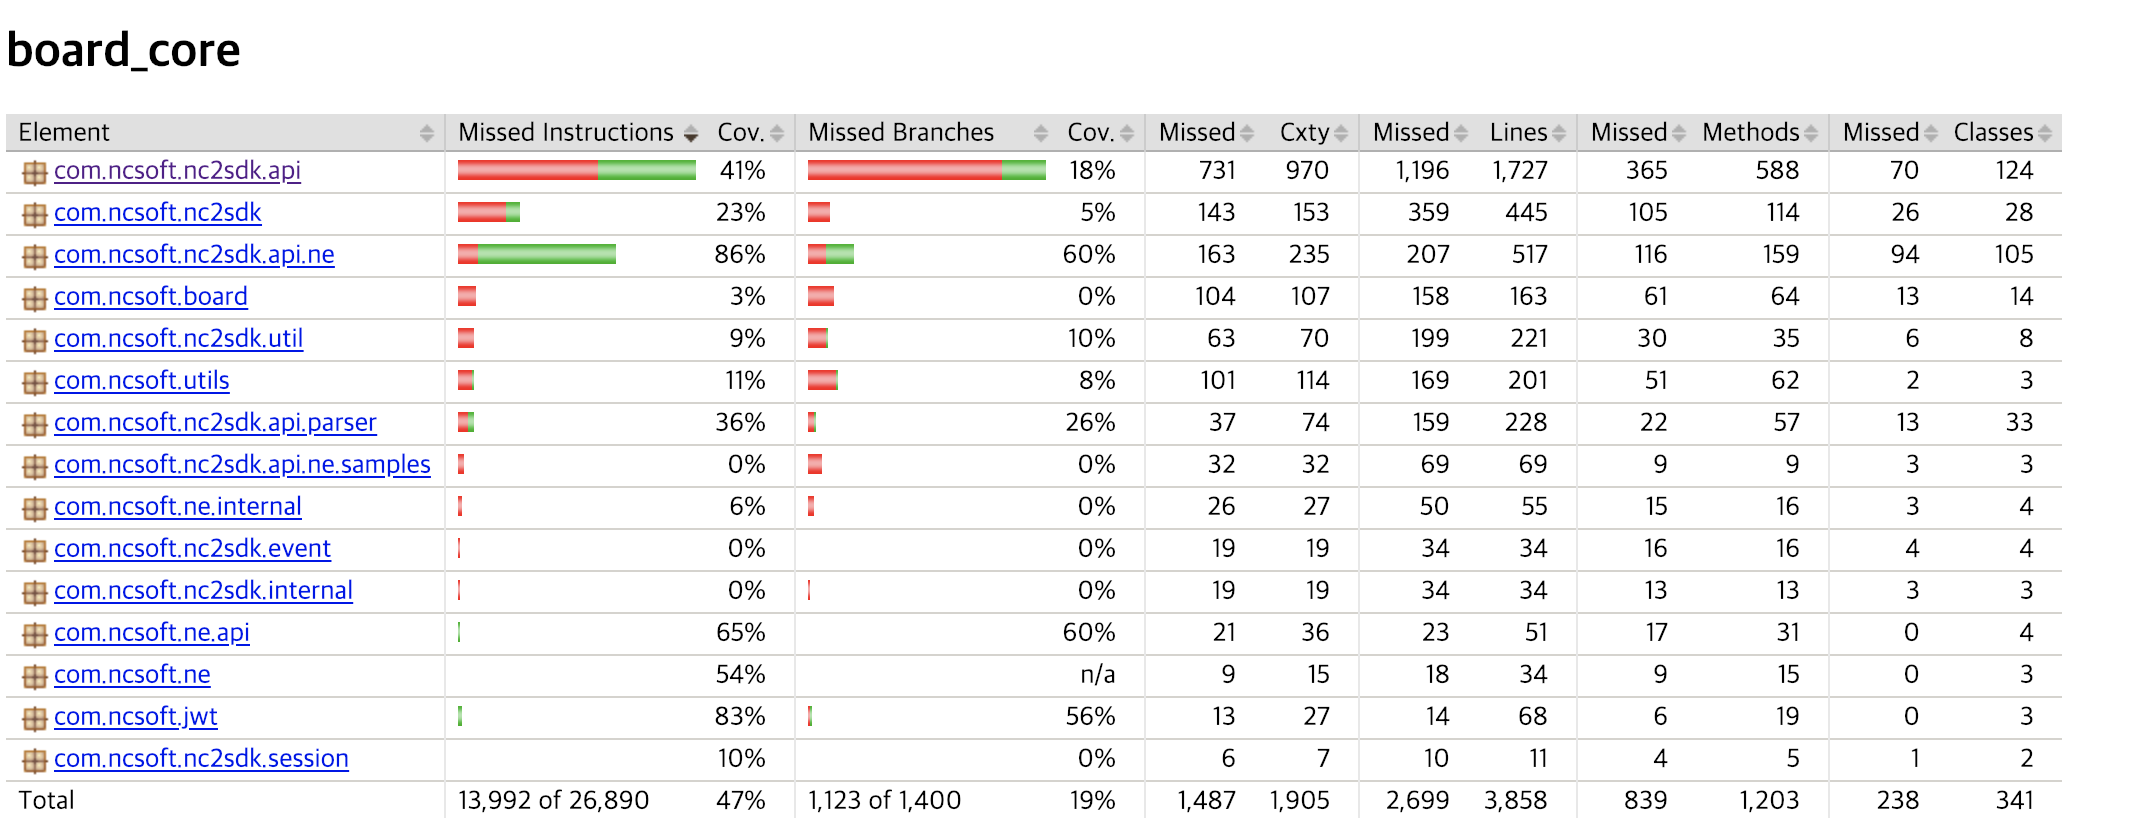 board_core
Element Missed Instructions Cov. Missed Branches Cov. Missed Cxty Missed Lines Missed Methods Missed Classes
com.ncsoft.nc2sdk.api 41% 18% 731 970 1,196 1,727 365 588 70 124
com.ncsoft.nc2sdk 23% 5% 143 153 359 445 105 114 26 28
com.ncsoft.nc2sdk.api.ne 86% 60% 163 235 207 517 116 159 94 105
com.ncsoft.board 3% 0% 104 107 158 163 61 64 13 14
com.ncsoft.nc2sdk.util 9% 10% 63 70 199 221 30 35 6 8
com.ncsoft.utils 11% 8% 101 114 169 201 51 62 2 3
com.ncsoft.nc2sdk.api.parser 36% 26% 37 74 159 228 22 57 13 33
com.ncsoft.nc2sdk.api.ne.samples 0% 0% 32 32 69 69 9 9 3 3
com.ncsoft.ne.internal 6% 0% 26 27 50 55 15 16 3 4
com.ncsoft.nc2sdk.event 0% 0% 19 19 34 34 16 16 4 4
com.ncsoft.nc2sdk.internal 0% 0% 19 19 34 34 13 13 3 3
com.ncsoft.ne.api 65% 60% 21 36 23 51 17 31 0 4
com.ncsoft.ne 54% n/a 9 15 18 34 9 15 0 3
com.ncsoft.jwt 83% 56% 13 27 14 68 6 19 0 3
com.ncsoft.nc2sdk.session 10% 0% 6 7 10 11 4 5 1 2
Total 13,992 of 26,890 47% 1,123 of 1,400 19% 1,487 1,905 2,699 3,858 839 1,203 238 341